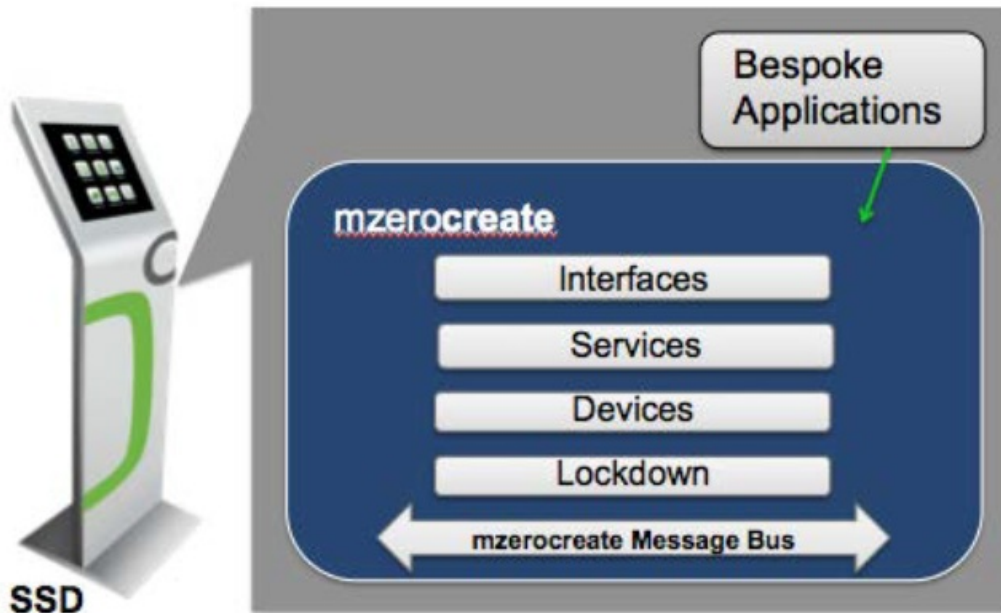 Bespoke
Applications
mzerocreate
Interfaces
Services
Devices
Lockdown
mzerocreate Message Bus
SSD